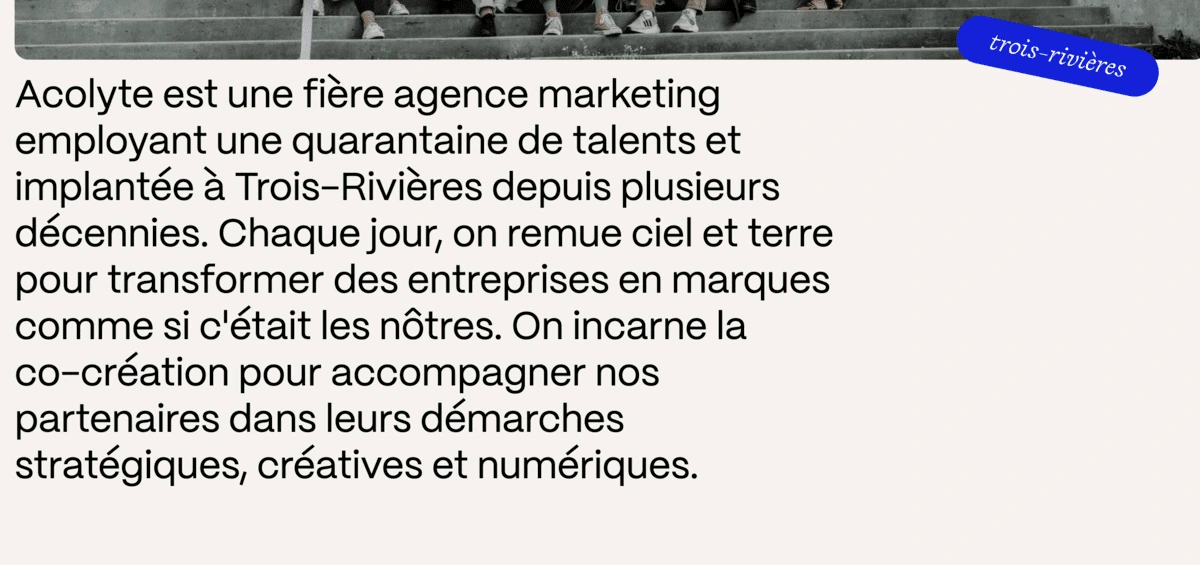 trois-rivières
Acolyte est une fière agence marketing
employant une quarantaine de talents et
implantée à Trois-Rivières depuis plusieurs
décennies. Chaque jour, on remue ciel et terre
pour transformer des entreprises en marques
comme si c'était les nôtres. On incarne la
co-création pour accompagner nos
partenaires dans leurs démarches
stratégiques, créatives et numériques.